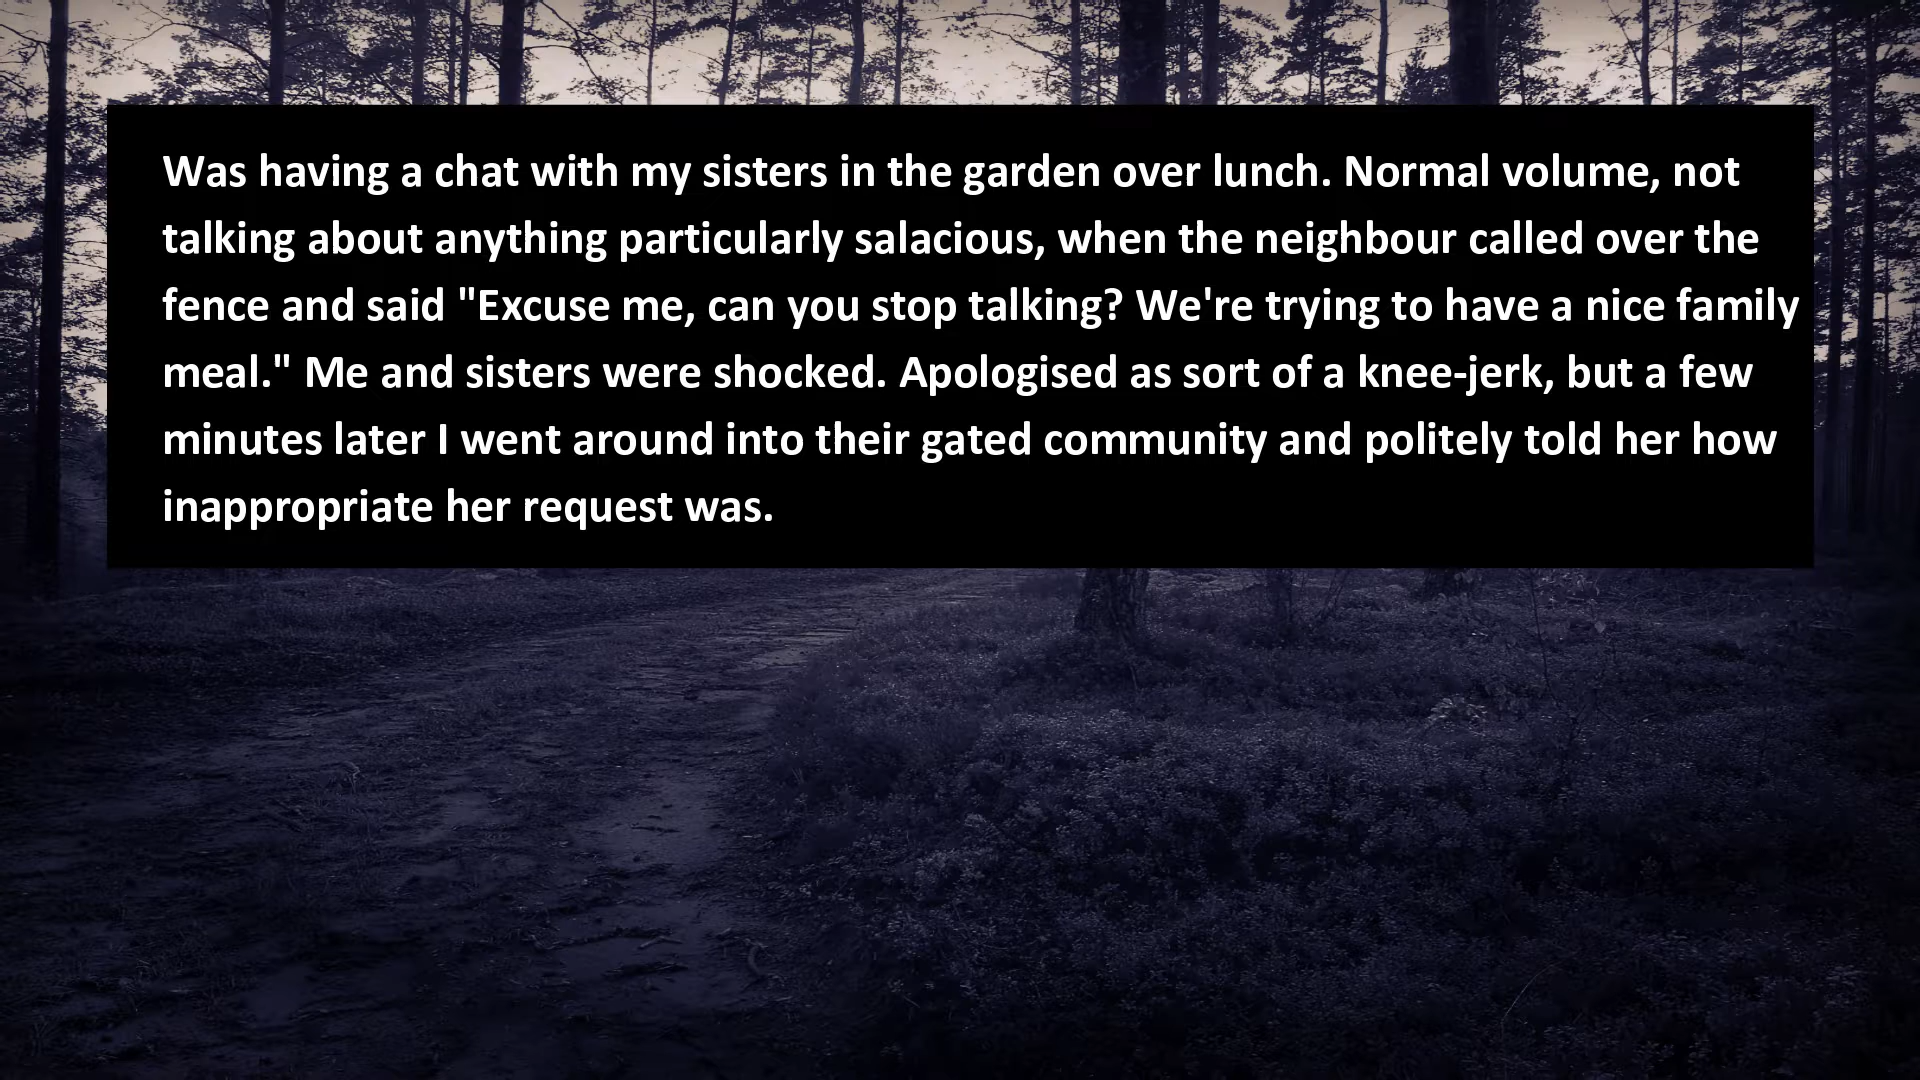 Was having a chat with my sisters in the garden over lunch. Normal volume, not
talking about anything particularly salacious, when the neighbour called over the
fence and said "Excuse me, can you stop talking? We're trying to have a nice family
meal." Me and sisters were shocked. Apologised as sort of a knee-jerk, but a few
minutes later I went around into their gated community and politely told her how
inappropriate her request was.